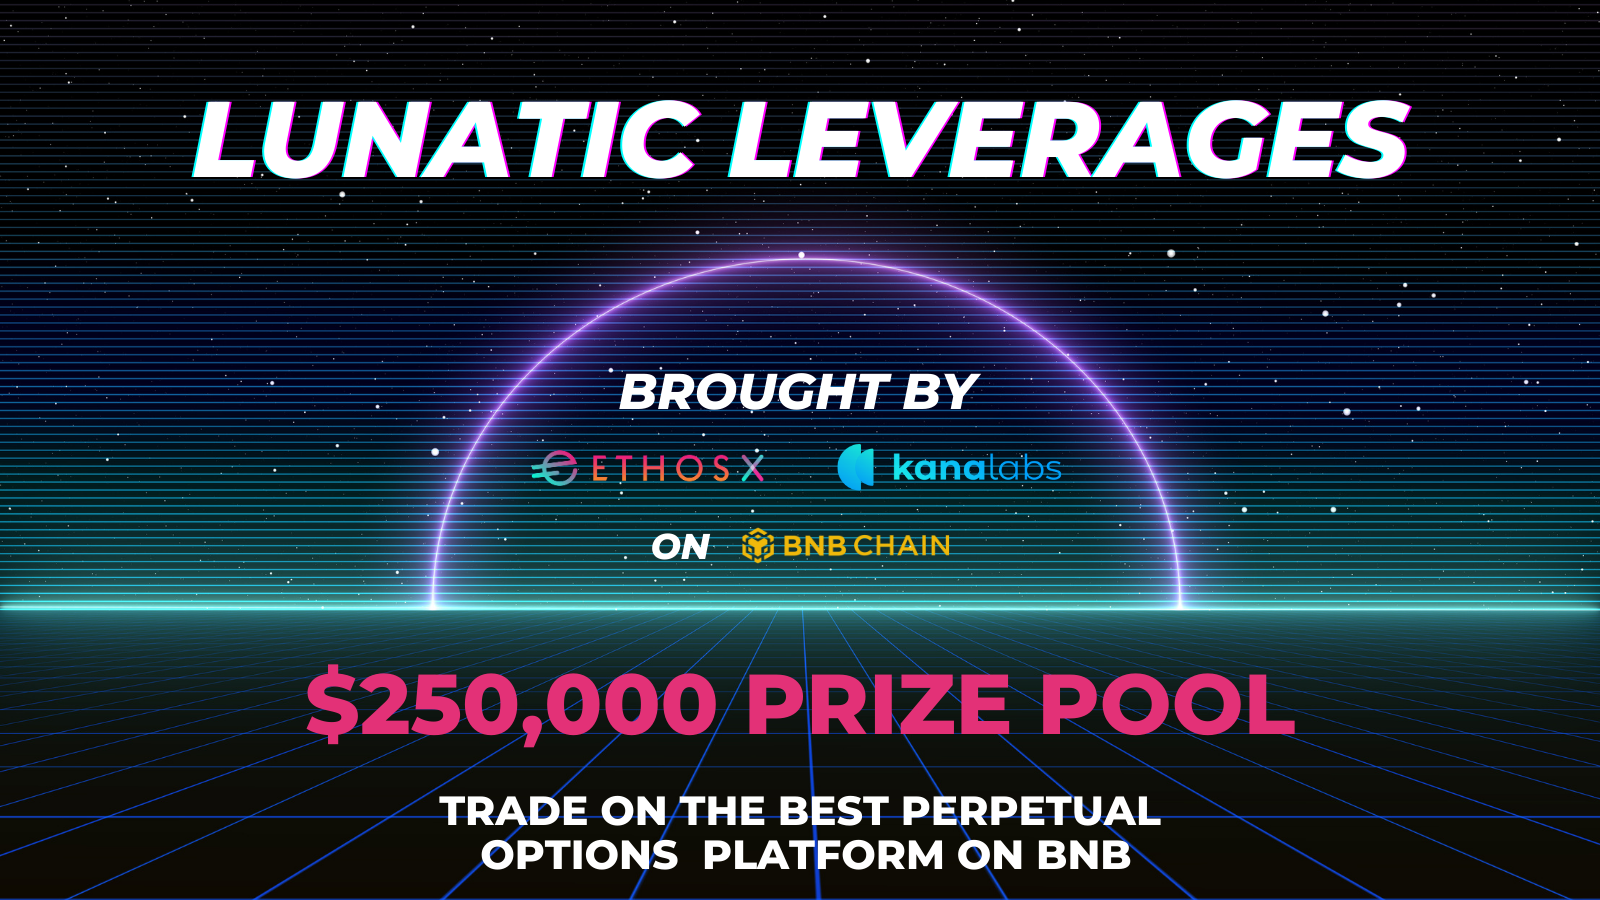 LUNATIC LEVERAGES
BROUGHT BY
ETHOSX kanalabs
ON BNB CHAIN
$250,000 PRIZE POOL
TRADE ON THE BEST PERPETUAL
OPTIONS PLATFORM ON BNB